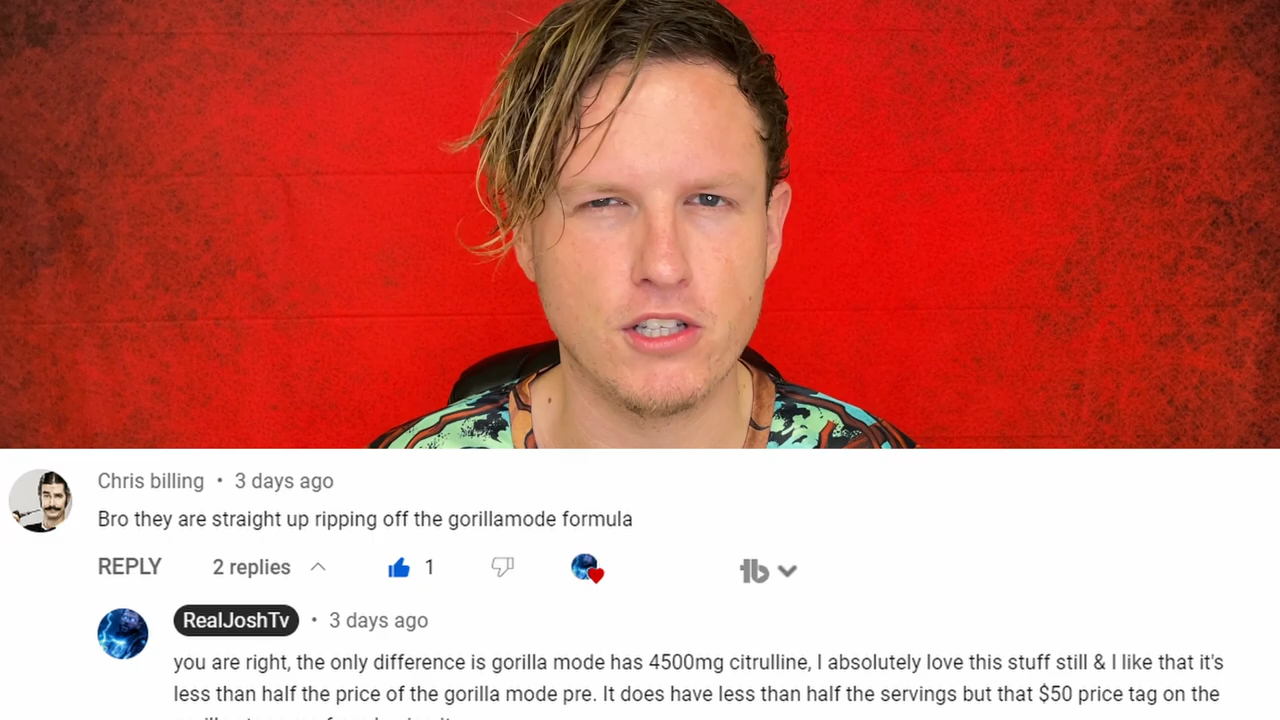 Chris billing • 3 days ago
Bro they are straight up ripping off the gorillamode formula
REPLY 2 replies 1
RealJoshTv • 3 days ago
you are right, the only difference is gorilla mode has 4500mg citrulline, I absolutely love this stuff still & I like that it's
less than half the price of the gorilla mode pre. It does have less than half the servings but that $50 price tag on the